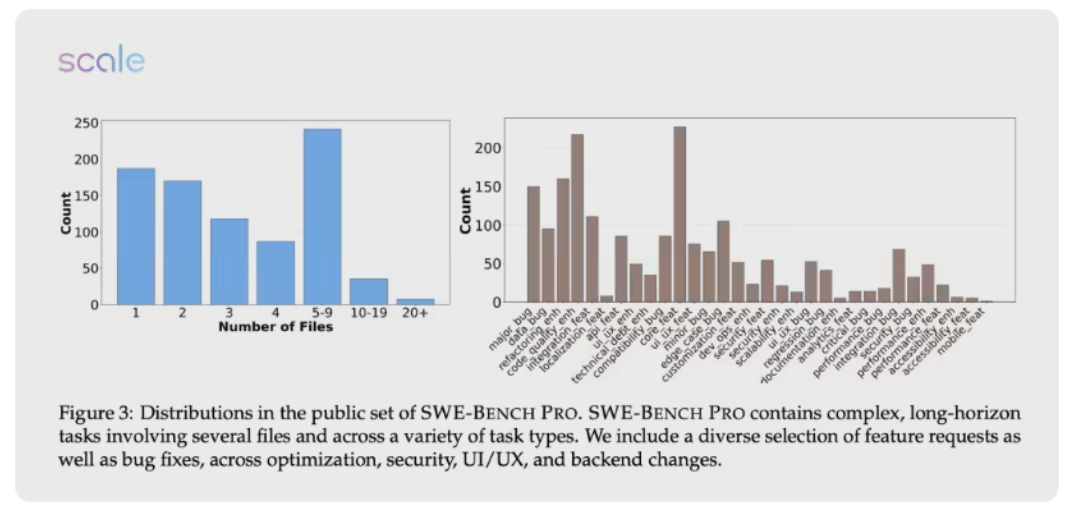 scale
250
200
150
100
50
0
Count
1 2 3 4 5-9 10-19 20+
Number of Files
200
150
100
50
0
Count
major_bug
data_bug
refactoring_enh
code_quality_enh
integration_feat
localization_feat
api_feat
ui_ux_enh
technical_debt_enh
compatibility_bug
core_feat
ui_ux_feat
minor_bug
edge_case_bug
customization_feat
dev_ops_enh
security_feat
security_enh
scalability_enh
ui_ux_bug
regression_bug
documentation_enh
analytics_feat
critical_bug
performance_bug
integration_bug
security_bug
performance_enh
performance_feat
accessibility_enh
accessibility_feat
mobile_feat
Figure 3: Distributions in the public set of SWE-BENCH PRO. SWE-BENCH PRO contains complex, long-horizon
tasks involving several files and across a variety of task types. We include a diverse selection of feature requests as
well as bug fixes, across optimization, security, UI/UX, and backend changes.